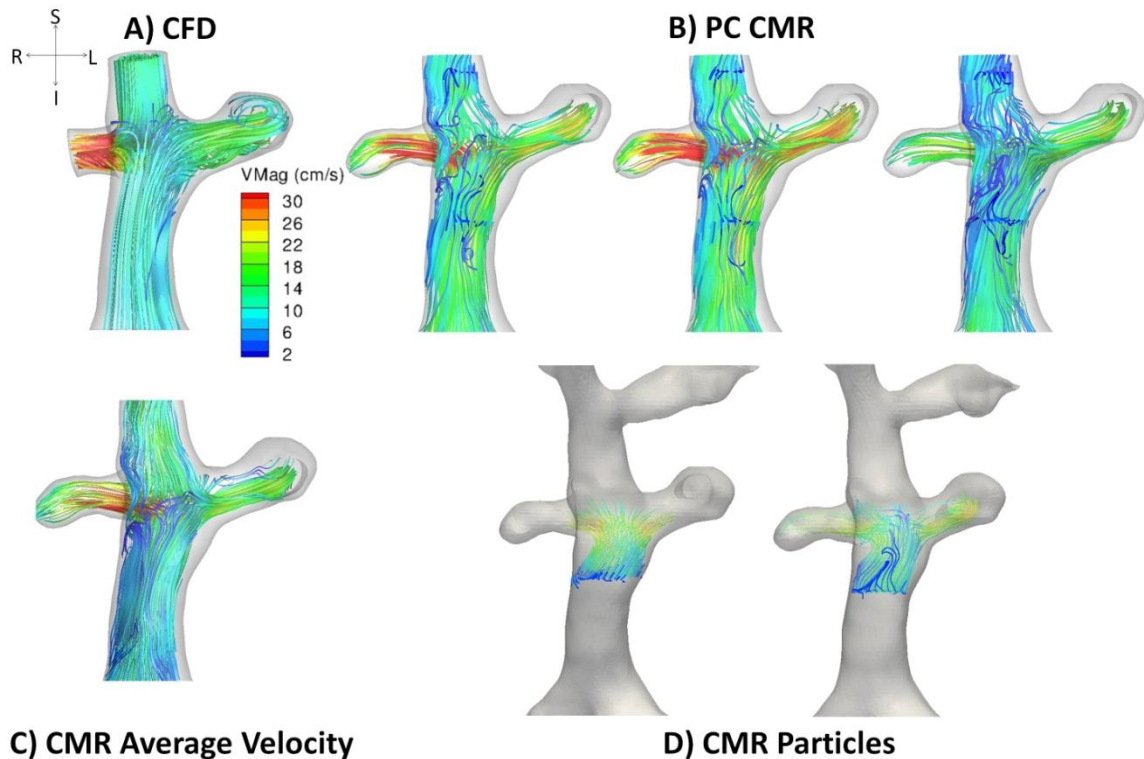 S
R L
I
A) CFD
B) PC CMR
VMag (cm/s)
30
26
22
18
14
10
6
2
C) CMR Average Velocity
D) CMR Particles